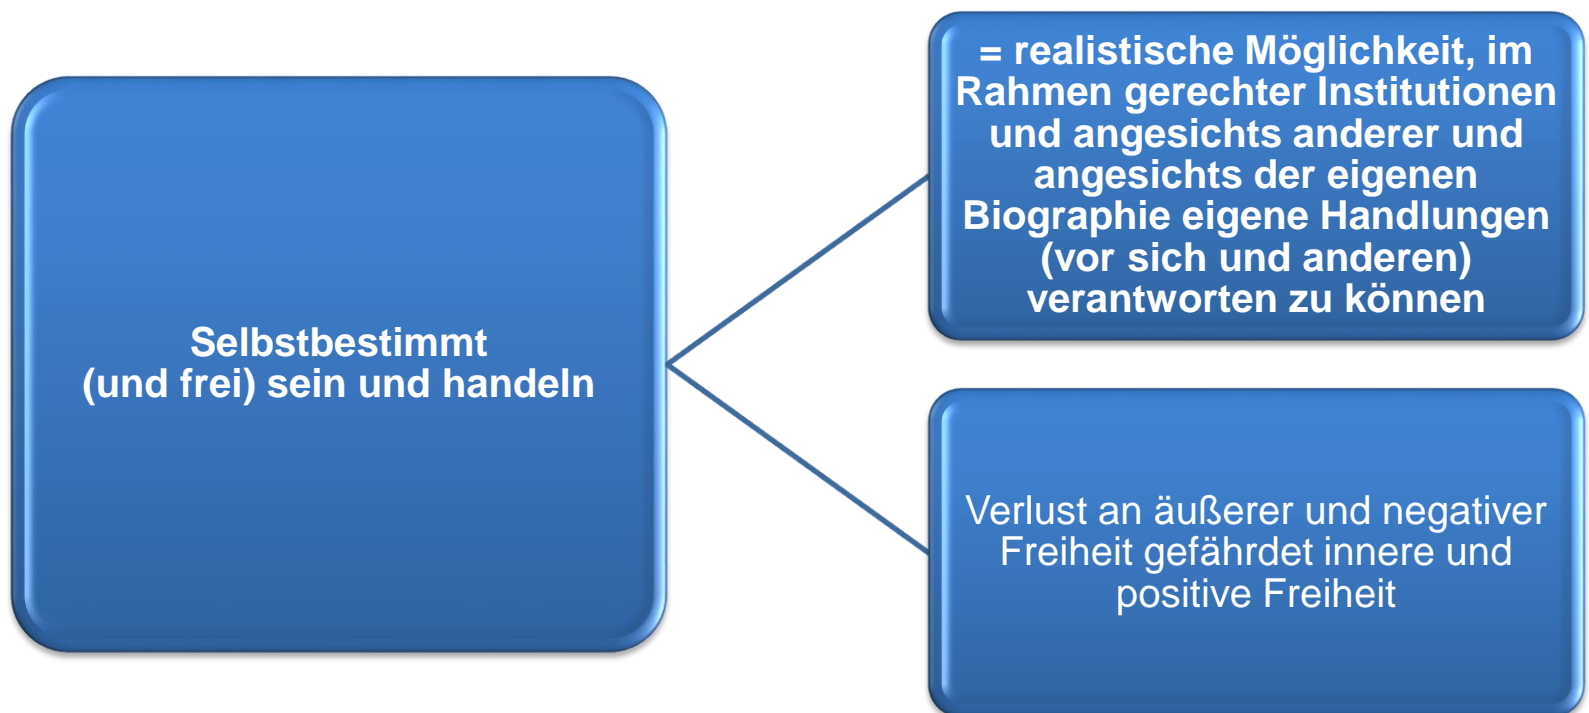 Selbstbestimmt
(und frei) sein und handeln
= realistische Möglichkeit, im
Rahmen gerechter Institutionen
und angesichts anderer und
angesichts der eigenen
Biographie eigene Handlungen
(vor sich und anderen)
verantworten zu können
Verlust an äußerer und negativer
Freiheit gefährdet innere und
positive Freiheit